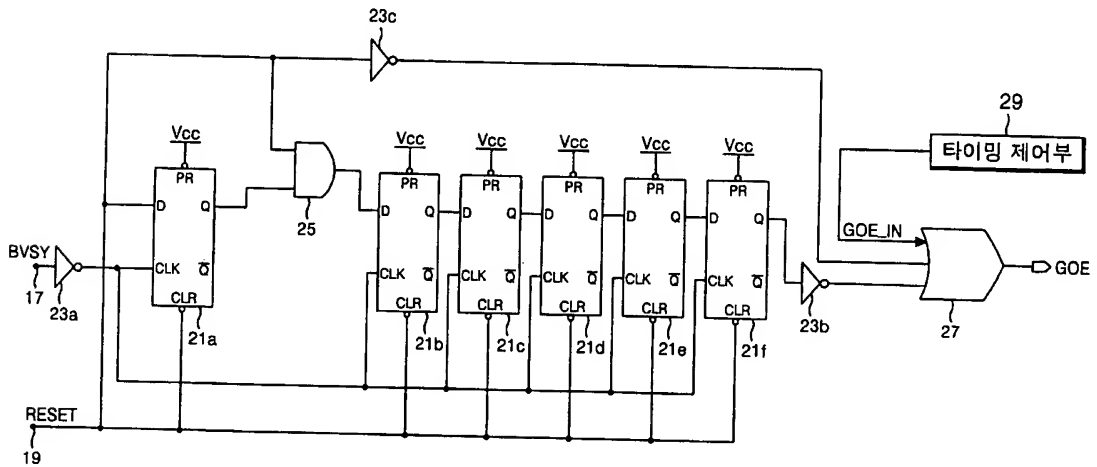 23c
29
타이밍 제어부
Vcc
Vcc
Vcc
Vcc
Vcc
Vcc
PR
PR
PR
PR
PR
PR
25
D Q
D Q
D Q
D Q
D Q
D Q
GOE_IN
GOE
BVSY
17
23a
CLK Q̅
CLK Q̅
CLK Q̅
CLK Q̅
CLK Q̅
CLK Q̅
23b
27
CLR
CLR
CLR
CLR
CLR
CLR
21a
21b
21c
21d
21e
21f
RESET
19